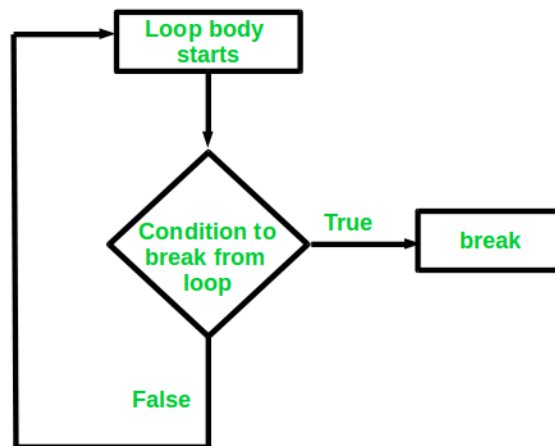 Loop body
starts
Condition to
break from
loop
True
break
False